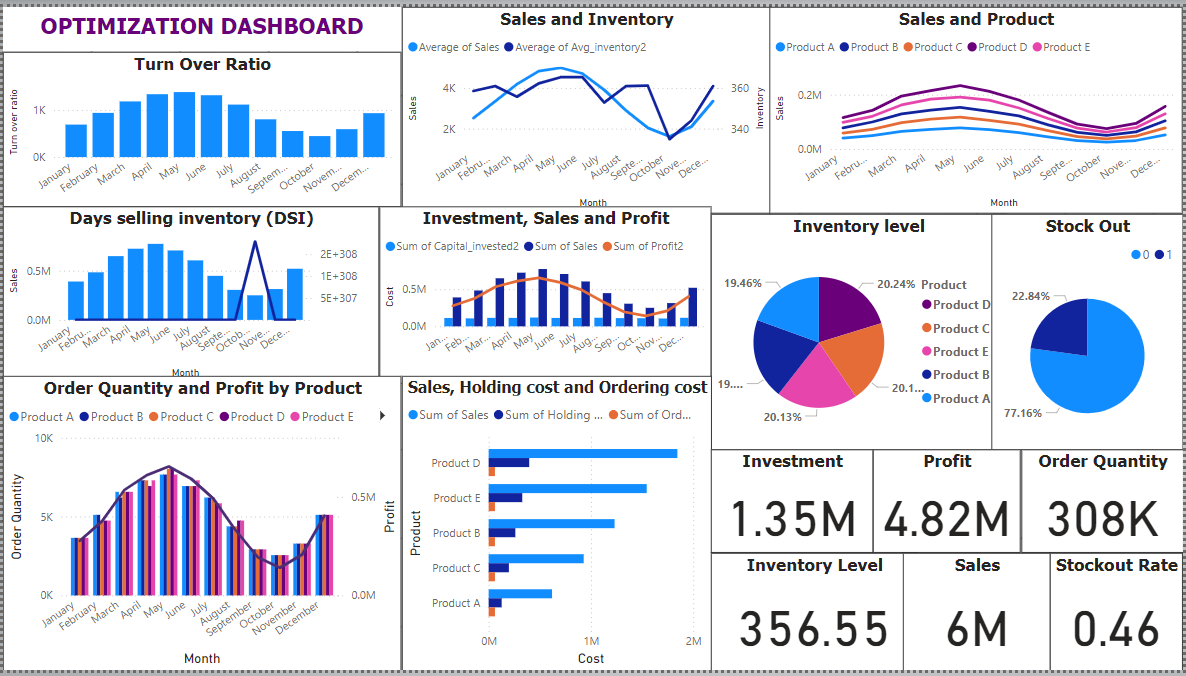 OPTIMIZATION DASHBOARD
Turn Over Ratio
Turn over ratio
1K
0K
January
February
March
April
May
June
July
August
Septem...
October
Novem...
Decem...
Sales and Inventory
Average of Sales
Average of Avg_inventory2
Sales
4K
2K
360
340
Inventory
January
Febru...
March
April
May
June
July
August
Septe...
October
Nove...
Dece...
Month
Sales and Product
Product A
Product B
Product C
Product D
Product E
Sales
0.2M
0.0M
January
Febru...
March
April
May
June
July
August
Septe...
October
Nove...
Dece...
Month
Days selling inventory (DSI)
Sales
0.5M
0.0M
2E+308
1E+308
5E+307
January
Febru...
March
April
May
June
July
August
Septe...
Octob...
Nove...
Dece...
Month
Investment, Sales and Profit
Sum of Capital_invested2
Sum of Sales
Sum of Profit2
Cost
0.5M
0.0M
Jan...
Feb...
Mar...
April
May
June
July
Aug...
Sep...
Oct...
Nov...
Dec...
Inventory level
19.46%
20.24%
19....
20.1...
20.13%
Product
Product D
Product C
Product E
Product B
Product A
Stock Out
0
1
22.84%
77.16%
Order Quantity and Profit by Product
Product A
Product B
Product C
Product D
Product E
Order Quantity
10K
5K
0K
0.5M
0.0M
Profit
January
February
March
April
May
June
July
August
September
October
November
December
Month
Sales, Holding cost and Ordering cost
Sum of Sales
Sum of Holding ...
Sum of Ord...
Product
Product D
Product E
Product B
Product C
Product A
0M
1M
2M
Cost
Investment
1.35M
Profit
4.82M
Order Quantity
308K
Inventory Level
356.55
Sales
6M
Stockout Rate
0.46